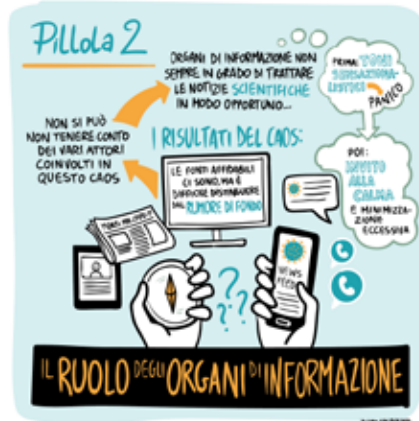 Pillola 2
ORGANI DI INFORMAZIONE NON
SEMPRE IN GRADO DI TRATTARE
LE NOTIZIE SCIENTIFICHE
IN MODO OPPORTUNO...
PRIMA: TONI
SENSAZIONA-
LISTICI
PANICO
POI:
INVITO
ALLA
CALMA
E MINIMIZZA-
ZIONE
ECCESSIVA
NON SI PUÒ
NON TENERE CONTO
DEI VARI ATTORI
COINVOLTI IN
QUESTO CAOS
I RISULTATI DEL CAOS:
LE FONTI AFFIDABILI
CI SONO, MA È
DIFFICILE DISTINGUERLE
DAL RUMORE DI FONDO
NEWS
FEED
???
IL RUOLO DEGLI ORGANI DI INFORMAZIONE